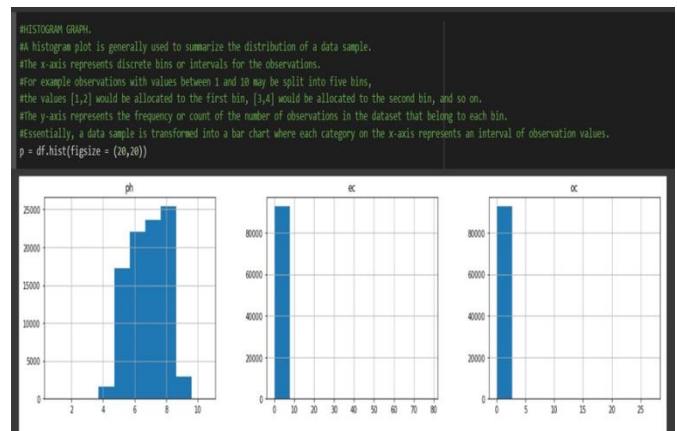 #HISTOGRAM GRAPH.
#A histogram plot is generally used to summarize the distribution of a data sample.
#The x-axis represents discrete bins or intervals for the observations.
#For example observations with values between 1 and 10 may be split into five bins,
#the values [1,2] would be allocated to the first bin, [3,4] would be allocated to the second bin, and so on.
#The y-axis represents the frequency or count of the number of observations in the dataset that belong to each bin.
#Essentially, a data sample is transformed into a bar chart where each category on the x-axis represents an interval of observation values.
p = df.hist(figsize = (20,20))
ph
25000
20000
15000
10000
5000
0
2 4 6 8 10
ec
80000
60000
40000
20000
0
0 10 20 30 40 50 60 70 80
oc
80000
60000
40000
20000
0
0 5 10 15 20 25